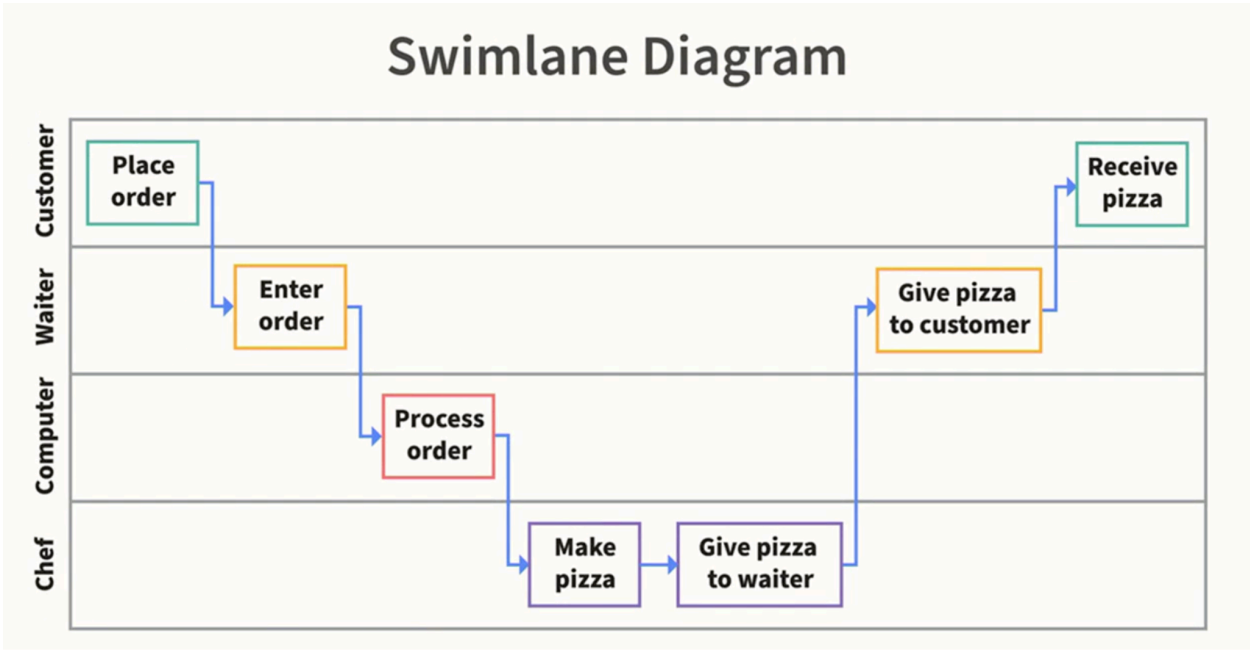 Swimlane Diagram
Customer
Place
order
Receive
pizza
Waiter
Enter
order
Give pizza
to customer
Computer
Process
order
Chef
Make
pizza
Give pizza
to waiter